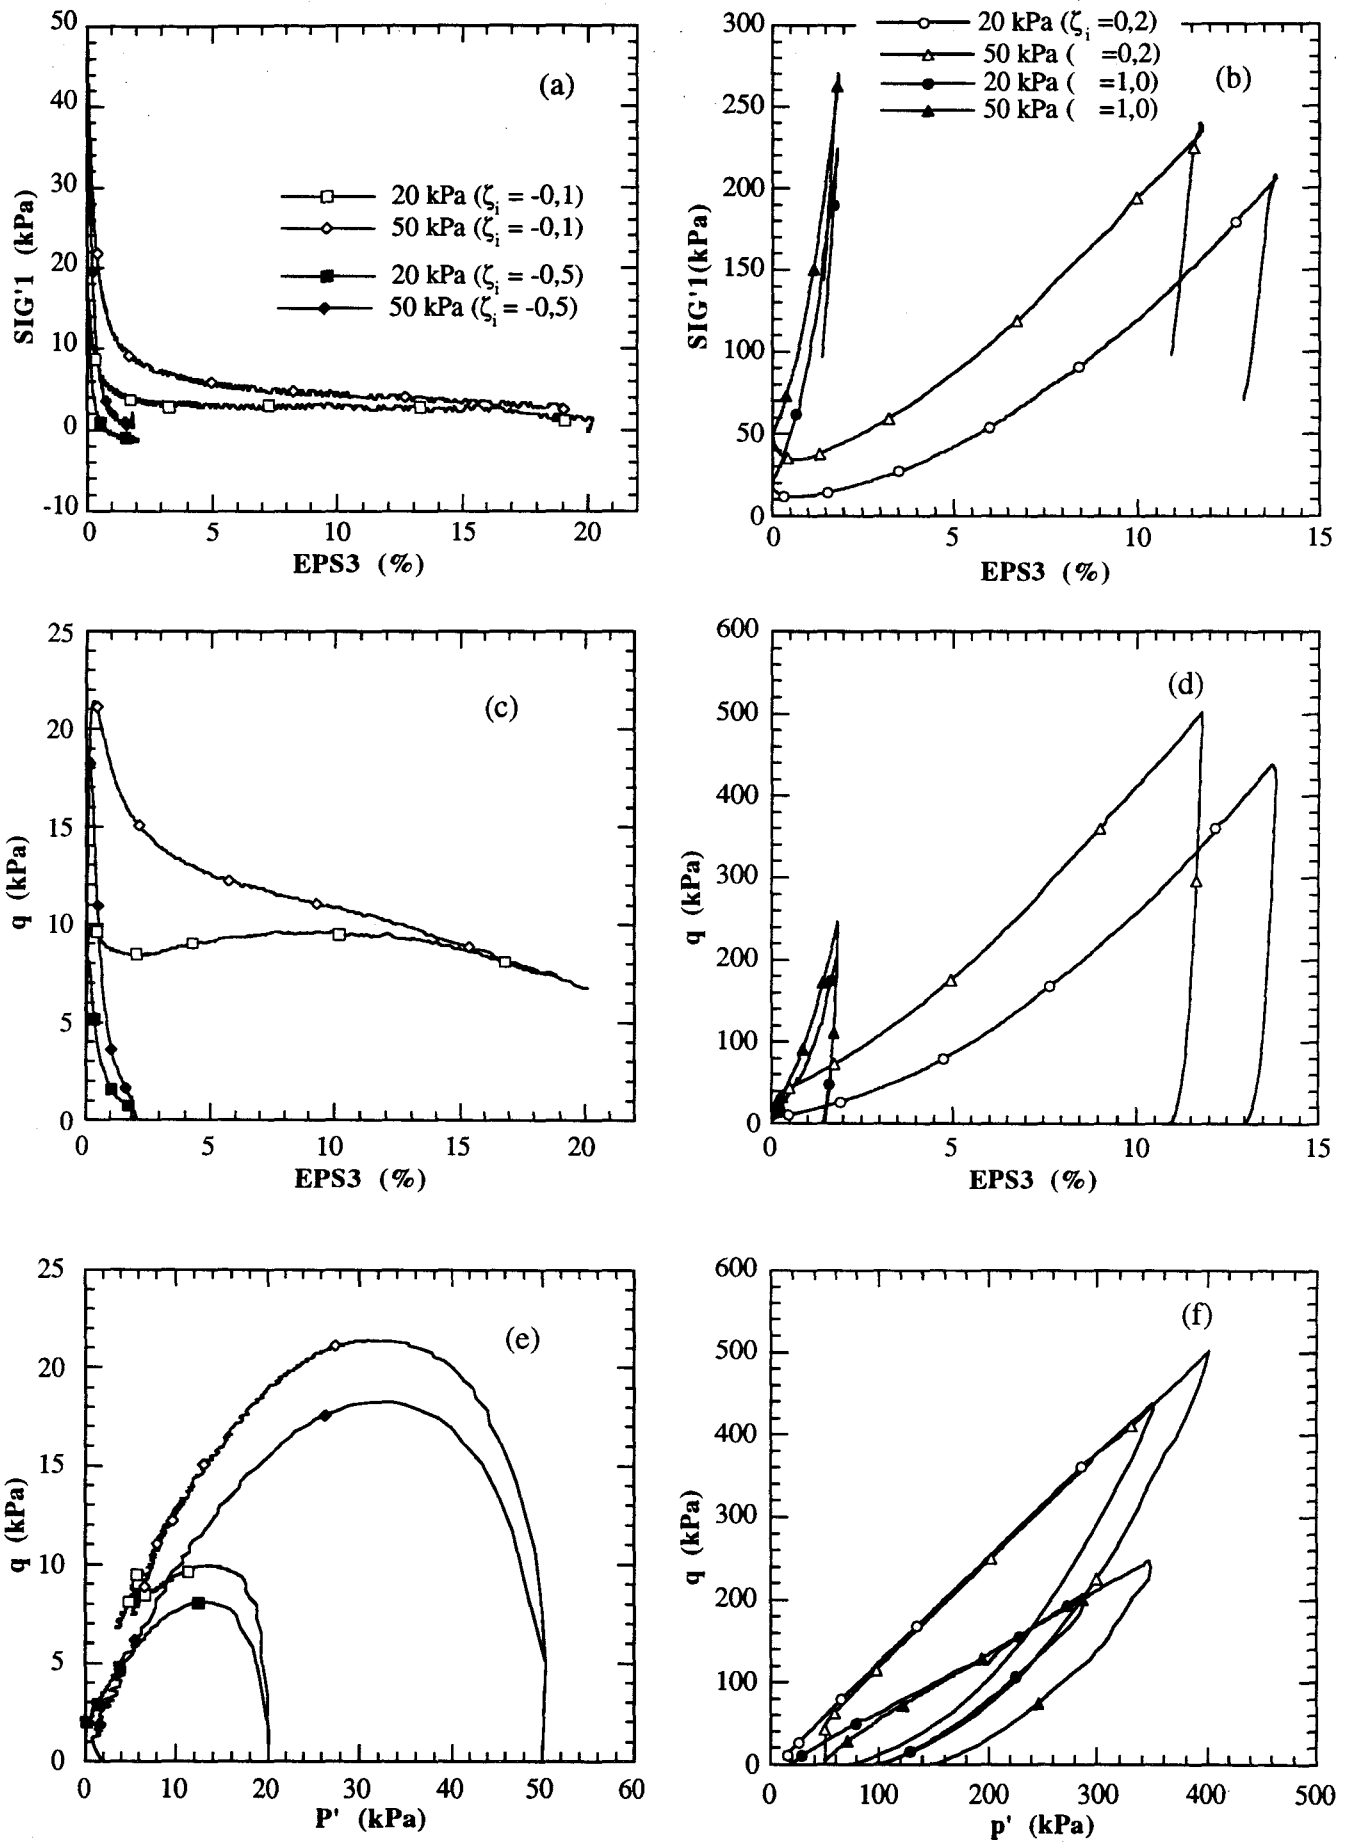 50
40
30
20
10
0
-10
SIG'1 (kPa)
(a)
20 kPa (ζi = -0,1)
50 kPa (ζi = -0,1)
20 kPa (ζi = -0,5)
50 kPa (ζi = -0,5)
0 5 10 15 20
EPS3 (%)
300
250
200
150
100
50
0
SIG'1(kPa)
20 kPa (ζi =0,2)
50 kPa ( =0,2)
20 kPa ( =1,0)
50 kPa ( =1,0)
(b)
0 5 10 15
EPS3 (%)
25
20
15
10
5
0
q (kPa)
(c)
0 5 10 15 20
EPS3 (%)
600
500
400
300
200
100
0
q (kPa)
(d)
0 5 10 15
EPS3 (%)
25
20
15
10
5
0
q (kPa)
(e)
0 10 20 30 40 50 60
P' (kPa)
600
500
400
300
200
100
0
q (kPa)
(f)
0 100 200 300 400 500
p' (kPa)